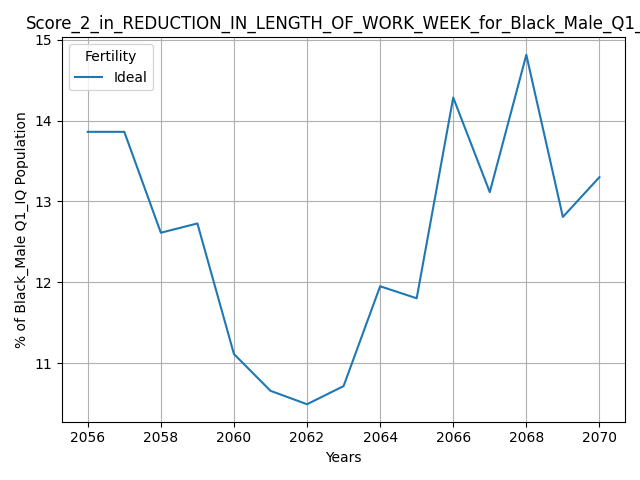 Score_2_in_REDUCTION_IN_LENGTH_OF_WORK_WEEK_for_Black_Male_Q1_
15
Fertility
Ideal
14
13
12
11
% of Black_Male Q1_IQ Population
2056
2058
2060
2062
2064
2066
2068
2070
Years